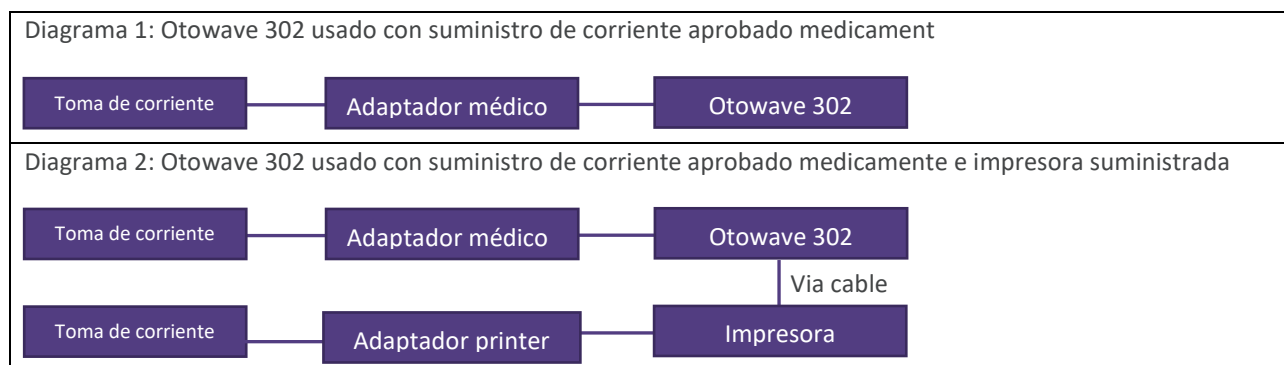 Diagrama 1: Otowave 302 usado con suministro de corriente aprobado medicament
Toma de corriente Adaptador médico Otowave 302
Diagrama 2: Otowave 302 usado con suministro de corriente aprobado medicamente e impresora suministrada
Toma de corriente Adaptador médico Otowave 302
Via cable
Toma de corriente Adaptador printer Impresora